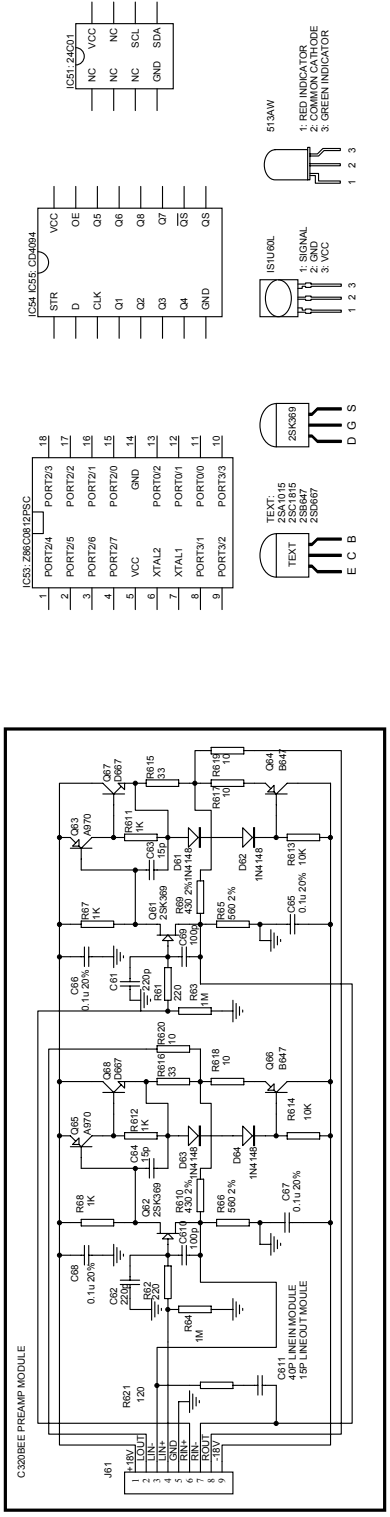 C320BEE PREAMP MODULE
J61
+18V
LOUT
LIN-
LIN+
GND
RIN+
RIN-
ROUT
-18V
1
2
3
4
5
6
7
8
9
R621
120
C611
40P LINEIN MODULE
15P LINEOUT MOULE
C68
0.1u 20%
C62
220p
R62
220
R64
1M
R68
1K
Q62
2SK369
C64
15p
C610
100p
R610
430 2%
R66
560 2%
C67
0.1u 20%
Q65
A970
R612
1K
D63
1N4148
D64
1N4148
R614
10K
Q68
D667
R616
33
R620
10
R618
10
Q66
B647
C66
0.1u 20%
C61
220p
R61
220
R63
1M
R67
1K
Q61
2SK369
C63
15p
C69
100p
R69
430 2%
R65
560 2%
C65
0.1u 20%
Q63
A970
R611
1K
D61
1N4148
D62
1N4148
R613
10K
Q67
D667
R615
33
R619
10
R617
10
Q64
B647
IC53: Z86C0812PSC
1 PORT2/4 PORT2/3 18
2 PORT2/5 PORT2/2 17
3 PORT2/6 PORT2/1 16
4 PORT2/7 PORT2/0 15
5 VCC GND 14
6 XTAL2 PORT0/2 13
7 XTAL1 PORT0/1 12
8 PORT3/1 PORT0/0 11
9 PORT3/2 PORT3/3 10
IC54 IC55: CD4094
STR VCC
D OE
CLK Q5
Q1 Q6
Q2 Q8
Q3 Q7
Q4 QS
GND QS
IC51: 24C01
NC VCC
NC NC
NC SCL
GND SDA
TEXT:
2SA1015
2SC1815
2SB647
2SD667
TEXT
E C B
2SK369
D G S
IS1U60L
1: SIGNAL
2: GND
3: VCC
1 2 3
513AW
1: RED INDICATOR
2: COMMON CATHODE
3: GREEN INDICATOR
1 2 3